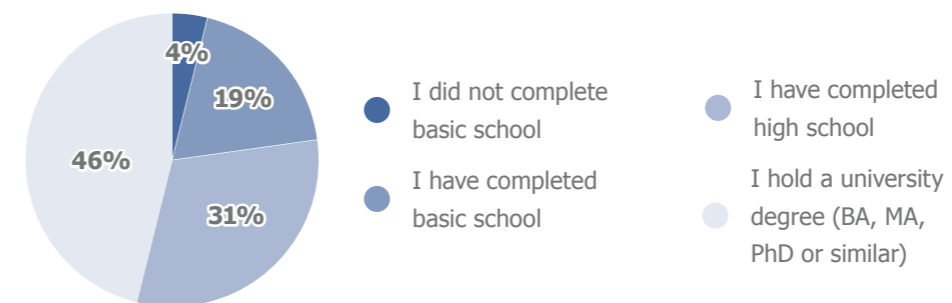 4%
19%
46%
31%
I did not complete
basic school
I have completed
basic school
I have completed
high school
I hold a university
degree (BA, MA,
PhD or similar)